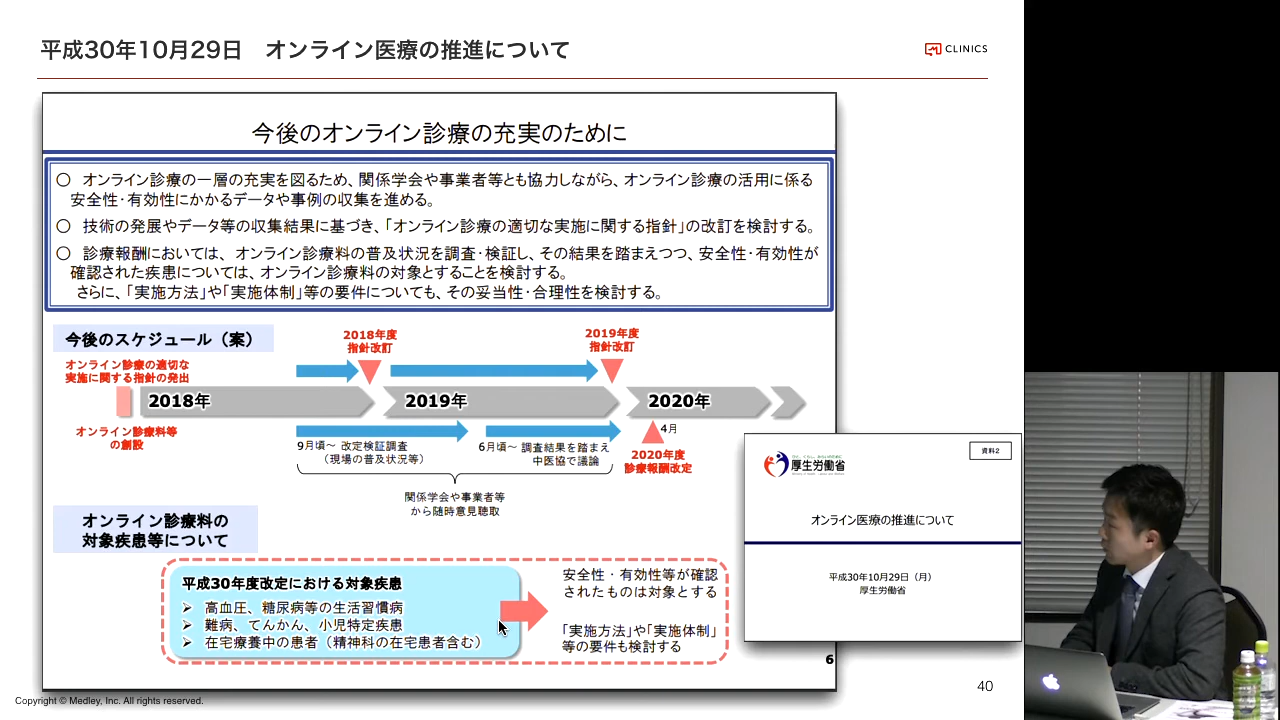 平成30年10月29日　オンライン医療の推進について
CLINICS
今後のオンライン診療の充実のために
○　オンライン診療の一層の充実を図るため、関係学会や事業者等とも協力しながら、オンライン診療の活用に係る
安全性・有効性にかかるデータや事例の収集を進める。
○　技術の発展やデータ等の収集結果に基づき、「オンライン診療の適切な実施に関する指針」の改訂を検討する。
○　診療報酬においては、オンライン診療料の普及状況を調査・検証し、その結果を踏まえつつ、安全性・有効性が
確認された疾患については、オンライン診療料の対象とすることを検討する。
さらに、「実施方法」や「実施体制」等の要件についても、その妥当性・合理性を検討する。
今後のスケジュール（案）
2018年度
指針改訂
2019年度
指針改訂
オンライン診療の適切な
実施に関する指針の発出
2018年
2019年
2020年
オンライン診療料等
の創設
9月頃～ 改定検証調査
（現場の普及状況等）
6月頃～ 調査結果を踏まえ
中医協で議論
4月
2020年度
診療報酬改定
関係学会や事業者等
から随時意見聴取
オンライン診療料の
対象疾患等について
平成30年度改定における対象疾患
➢ 高血圧、糖尿病等の生活習慣病
➢ 難病、てんかん、小児特定疾患
➢ 在宅療養中の患者（精神科の在宅患者含む）
安全性・有効性等が確認
されたものは対象とする
「実施方法」や「実施体制」
等の要件も検討する
6
資料2
厚生労働省
オンライン医療の推進について
平成30年10月29日（月）
厚生労働省
40
Copyright © Medley, Inc. All rights reserved.